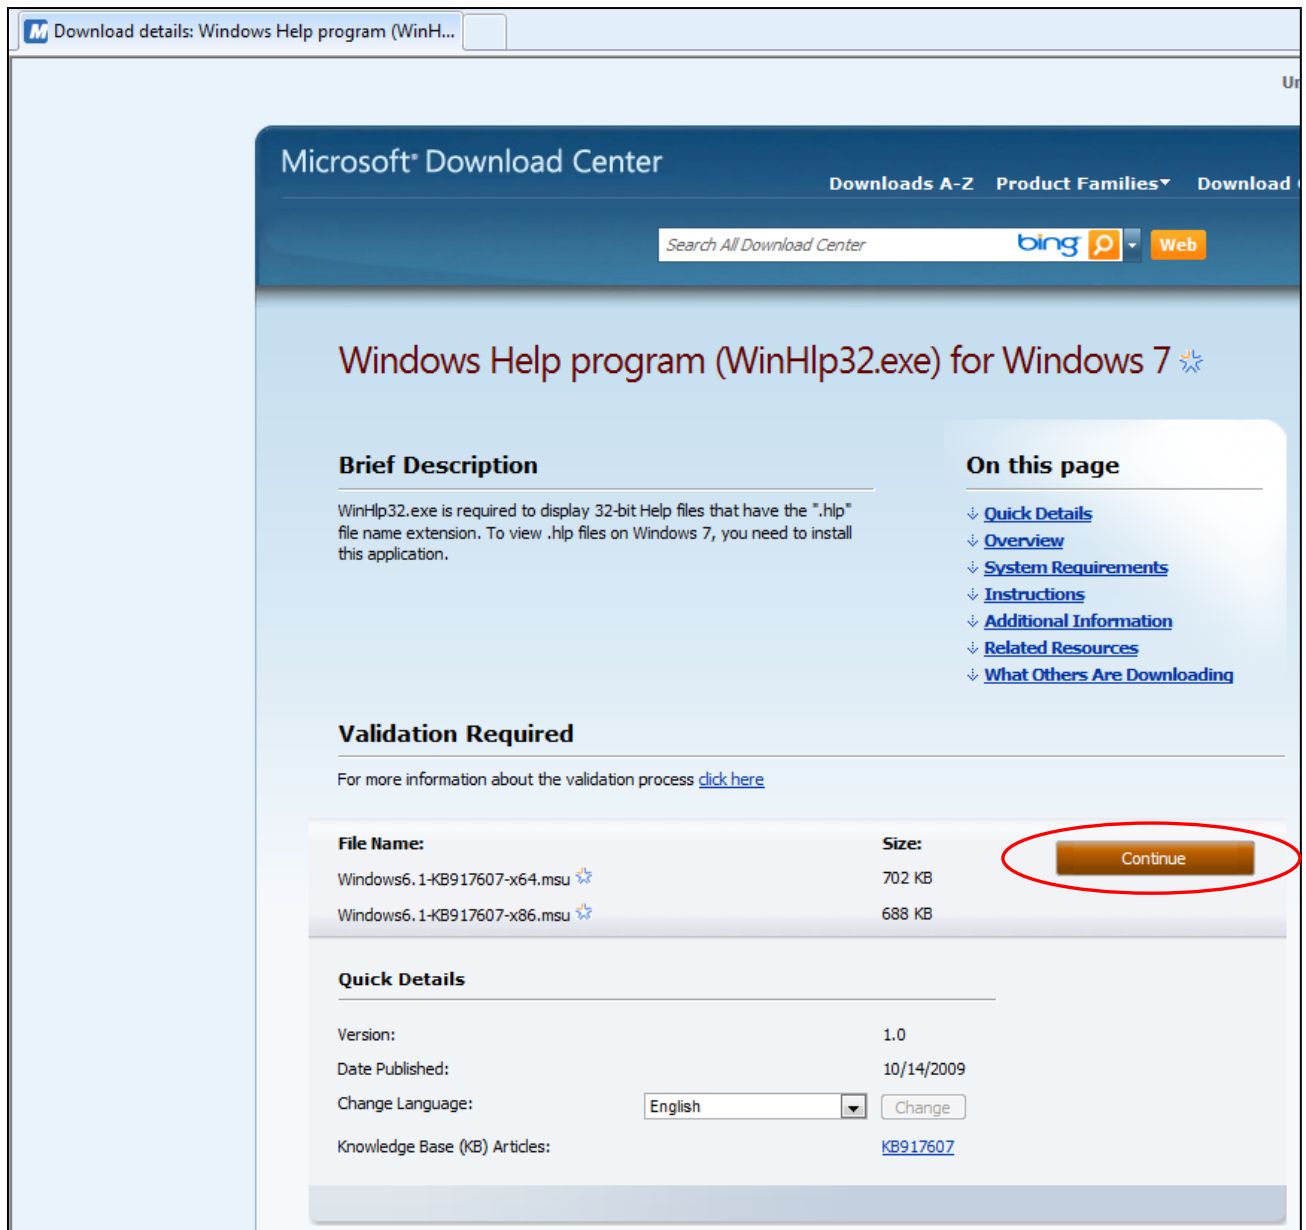 Download details: Windows Help program (WinH...
Microsoft® Download Center
Downloads A-Z Product Families Download
Search All Download Center bing Web
Windows Help program (WinHlp32.exe) for Windows 7
Brief Description
WinHlp32.exe is required to display 32-bit Help files that have the ".hlp"
file name extension. To view .hlp files on Windows 7, you need to install
this application.
On this page
Quick Details
Overview
System Requirements
Instructions
Additional Information
Related Resources
What Others Are Downloading
Validation Required
For more information about the validation process click here
File Name: Size:
Continue
Windows6.1-KB917607-x64.msu 702 KB
Windows6.1-KB917607-x86.msu 688 KB
Quick Details
Version: 1.0
Date Published: 10/14/2009
Change Language: English Change
Knowledge Base (KB) Articles: KB917607